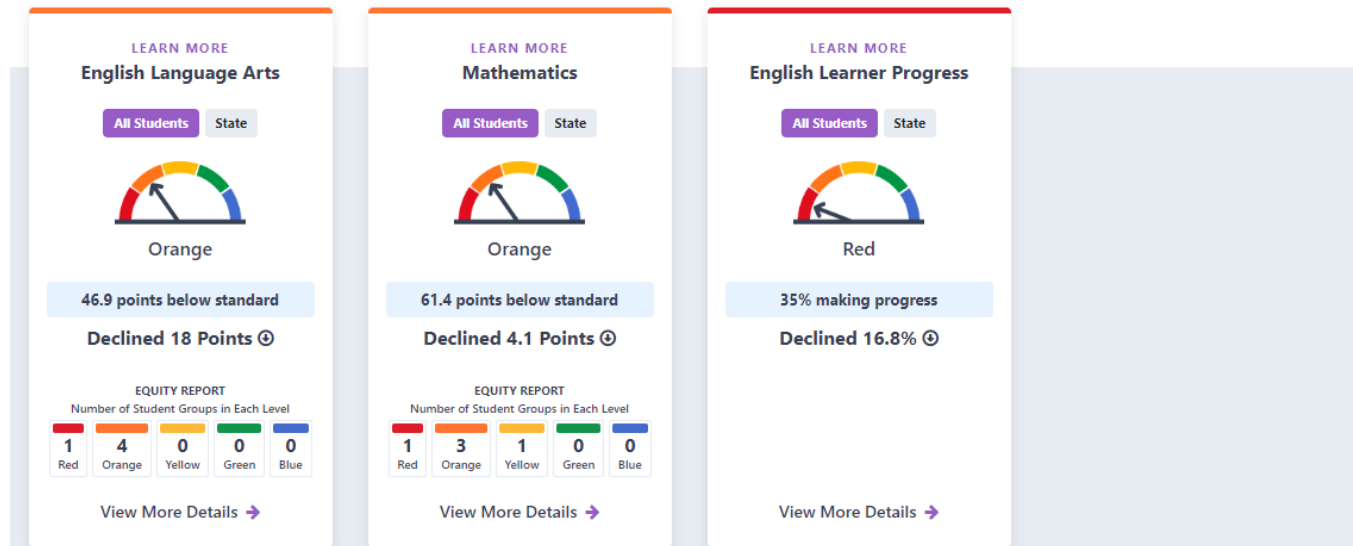 LEARN MORE
English Language Arts
All Students State
Orange
46.9 points below standard
Declined 18 Points
EQUITY REPORT
Number of Student Groups in Each Level
1 4 0 0 0
Red Orange Yellow Green Blue
View More Details
LEARN MORE
Mathematics
All Students State
Orange
61.4 points below standard
Declined 4.1 Points
EQUITY REPORT
Number of Student Groups in Each Level
1 3 1 0 0
Red Orange Yellow Green Blue
View More Details
LEARN MORE
English Learner Progress
All Students State
Red
35% making progress
Declined 16.8%
View More Details